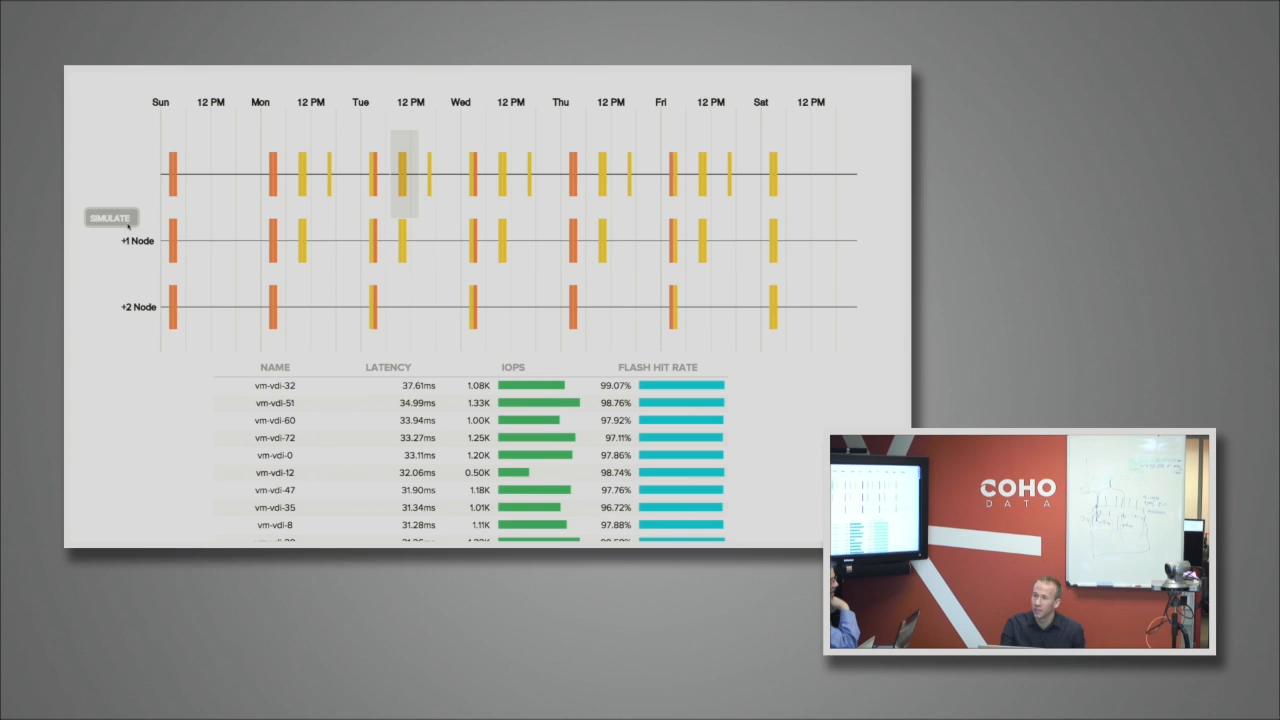 Sun 12 PM Mon 12 PM Tue 12 PM Wed 12 PM Thu 12 PM Fri 12 PM Sat 12 PM
SIMULATE
+1 Node
+2 Node
NAME LATENCY IOPS FLASH HIT RATE
vm-vdi-32 37.61ms 1.08K 99.07%
vm-vdi-51 34.99ms 1.33K 98.76%
vm-vdi-60 33.94ms 1.00K 97.92%
vm-vdi-72 33.27ms 1.25K 97.11%
vm-vdi-0 33.11ms 1.20K 97.86%
vm-vdi-12 32.06ms 0.50K 98.74%
vm-vdi-47 31.90ms 1.18K 97.76%
vm-vdi-35 31.34ms 1.01K 96.72%
vm-vdi-8 31.28ms 1.11K 97.88%
COHO
DATA